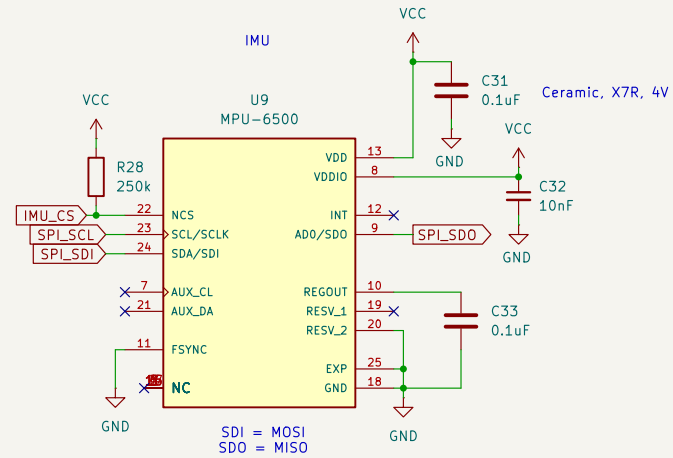 VCC
IMU
C31
0.1uF
Ceramic, X7R, 4V
GND
VCC
U9
MPU-6500
VCC
R28
250k
C32
10nF
GND
IMU_CS
SPI_SCL
SPI_SDI
22 NCS
23 SCL/SCLK
24 SDA/SDI
7 AUX_CL
21 AUX_DA
11 FSYNC
NC
GND
VDD 13
VDDIO 8
INT 12
AD0/SDO 9
SPI_SDO
REGOUT 10
RESV_1 19
RESV_2 20
EXP 25
GND 18
C33
0.1uF
GND
SDI = MOSI
SDO = MISO